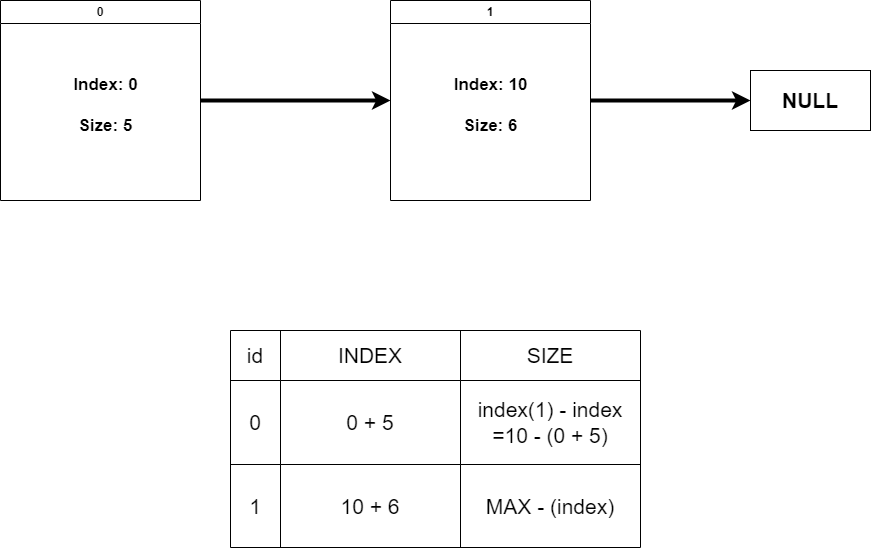 0
Index: 0
Size: 5
1
Index: 10
Size: 6
NULL
id INDEX SIZE
0 0 + 5 index(1) - index
=10 - (0 + 5)
1 10 + 6 MAX - (index)